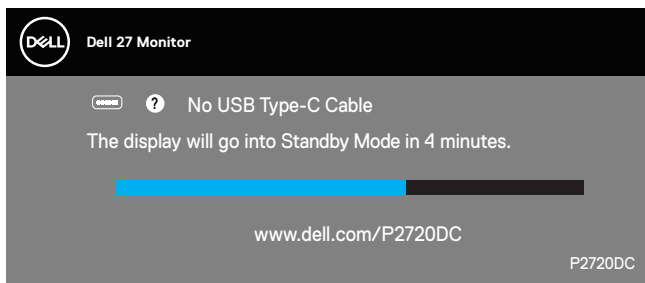 DELL
Dell 27 Monitor
? No USB Type-C Cable
The display will go into Standby Mode in 4 minutes.
www.dell.com/P2720DC
P2720DC